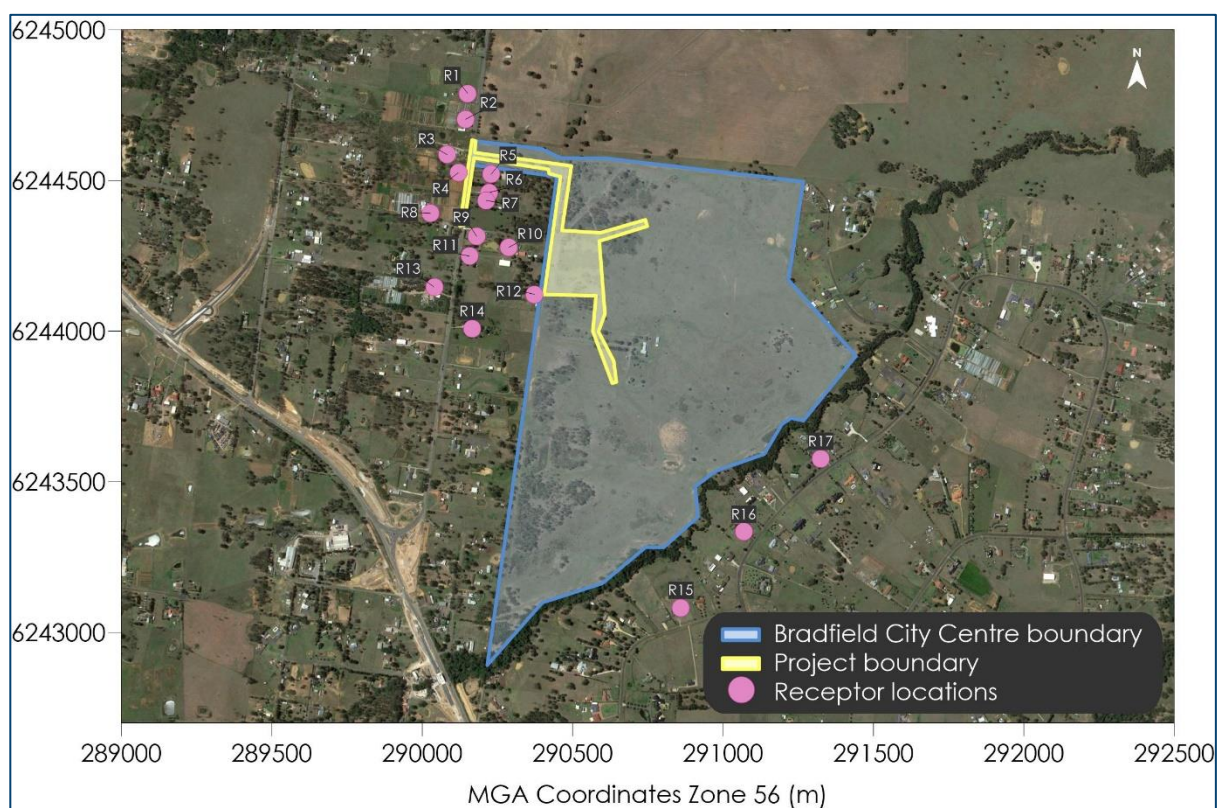 6245000
N
R1
R2
R3
R5
R4
R6
R7
R8
R9
6244500
R10
R11
R13
R12
6244000
R14
R17
6243500
R16
R15
6243000
Bradfield City Centre boundary
Project boundary
Receptor locations
289000 289500 290000 290500 291000 291500 292000 292500
MGA Coordinates Zone 56 (m)